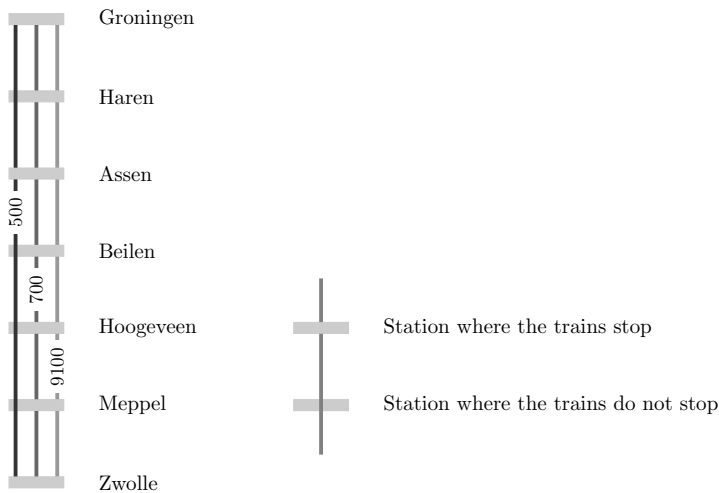 Groningen
Haren
Assen
500
Beilen
700
Hoogeveen
9100
Meppel
Zwolle
Station where the trains stop
Station where the trains do not stop